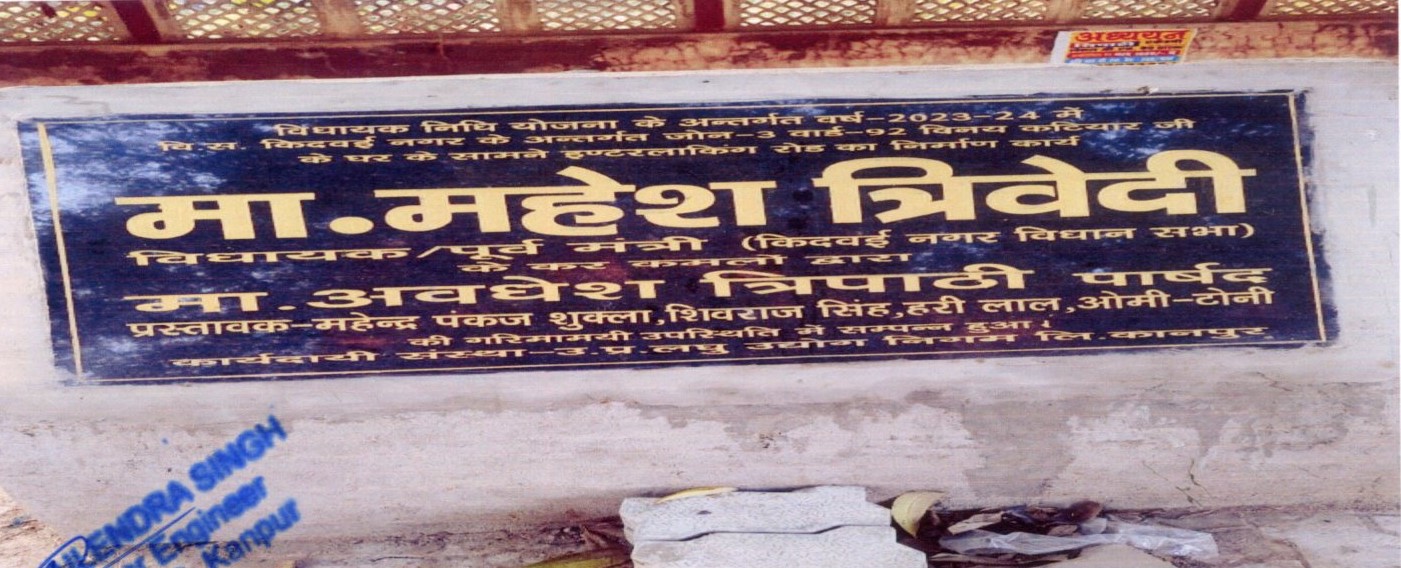 अध्ययन
विधायक निधि योजना के अन्तर्गत वर्ष-2023-24 में
वि.स. किदवई नगर के अन्तर्गत जोन-3 वार्ड-92 विनय कटियार जी
के घर के सामने इण्टरलाकिंग रोड का निर्माण कार्य
मा.महेश त्रिवेदी
विधायक/पूर्व मंत्री (किदवई नगर विधान सभा)
के कर कमलो द्वारा
मा.अवधेश त्रिपाठी पार्षद
प्रस्तावक-महेन्द्र पंकज शुक्ला,शिवराज सिंह,हरी लाल,ओमी-टोनी
की गरिमामयी उपस्थिति में सम्पन्न हुआ।
कार्यदायी संस्था-उ.प्र.लघु उद्योग निगम लि.कानपुर.
SINGH
Engineer
Kanpur